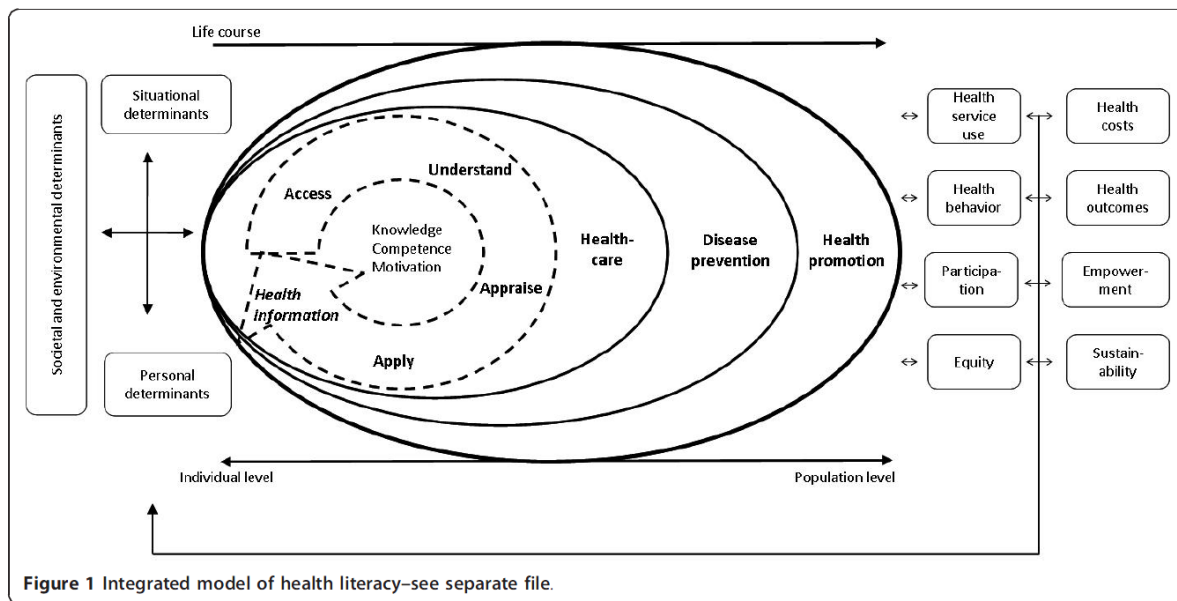 Life course
Societal and environmental determinants
Situational
determinants
Personal
determinants
Access
Understand
Knowledge
Competence
Motivation
Health
information
Appraise
Apply
Health-
care
Disease
prevention
Health
promotion
Individual level
Population level
Health
service
use
Health
costs
Health
behavior
Health
outcomes
Participa-
tion
Empower-
ment
Equity
Sustain-
ability
Figure 1 Integrated model of health literacy–see separate file.